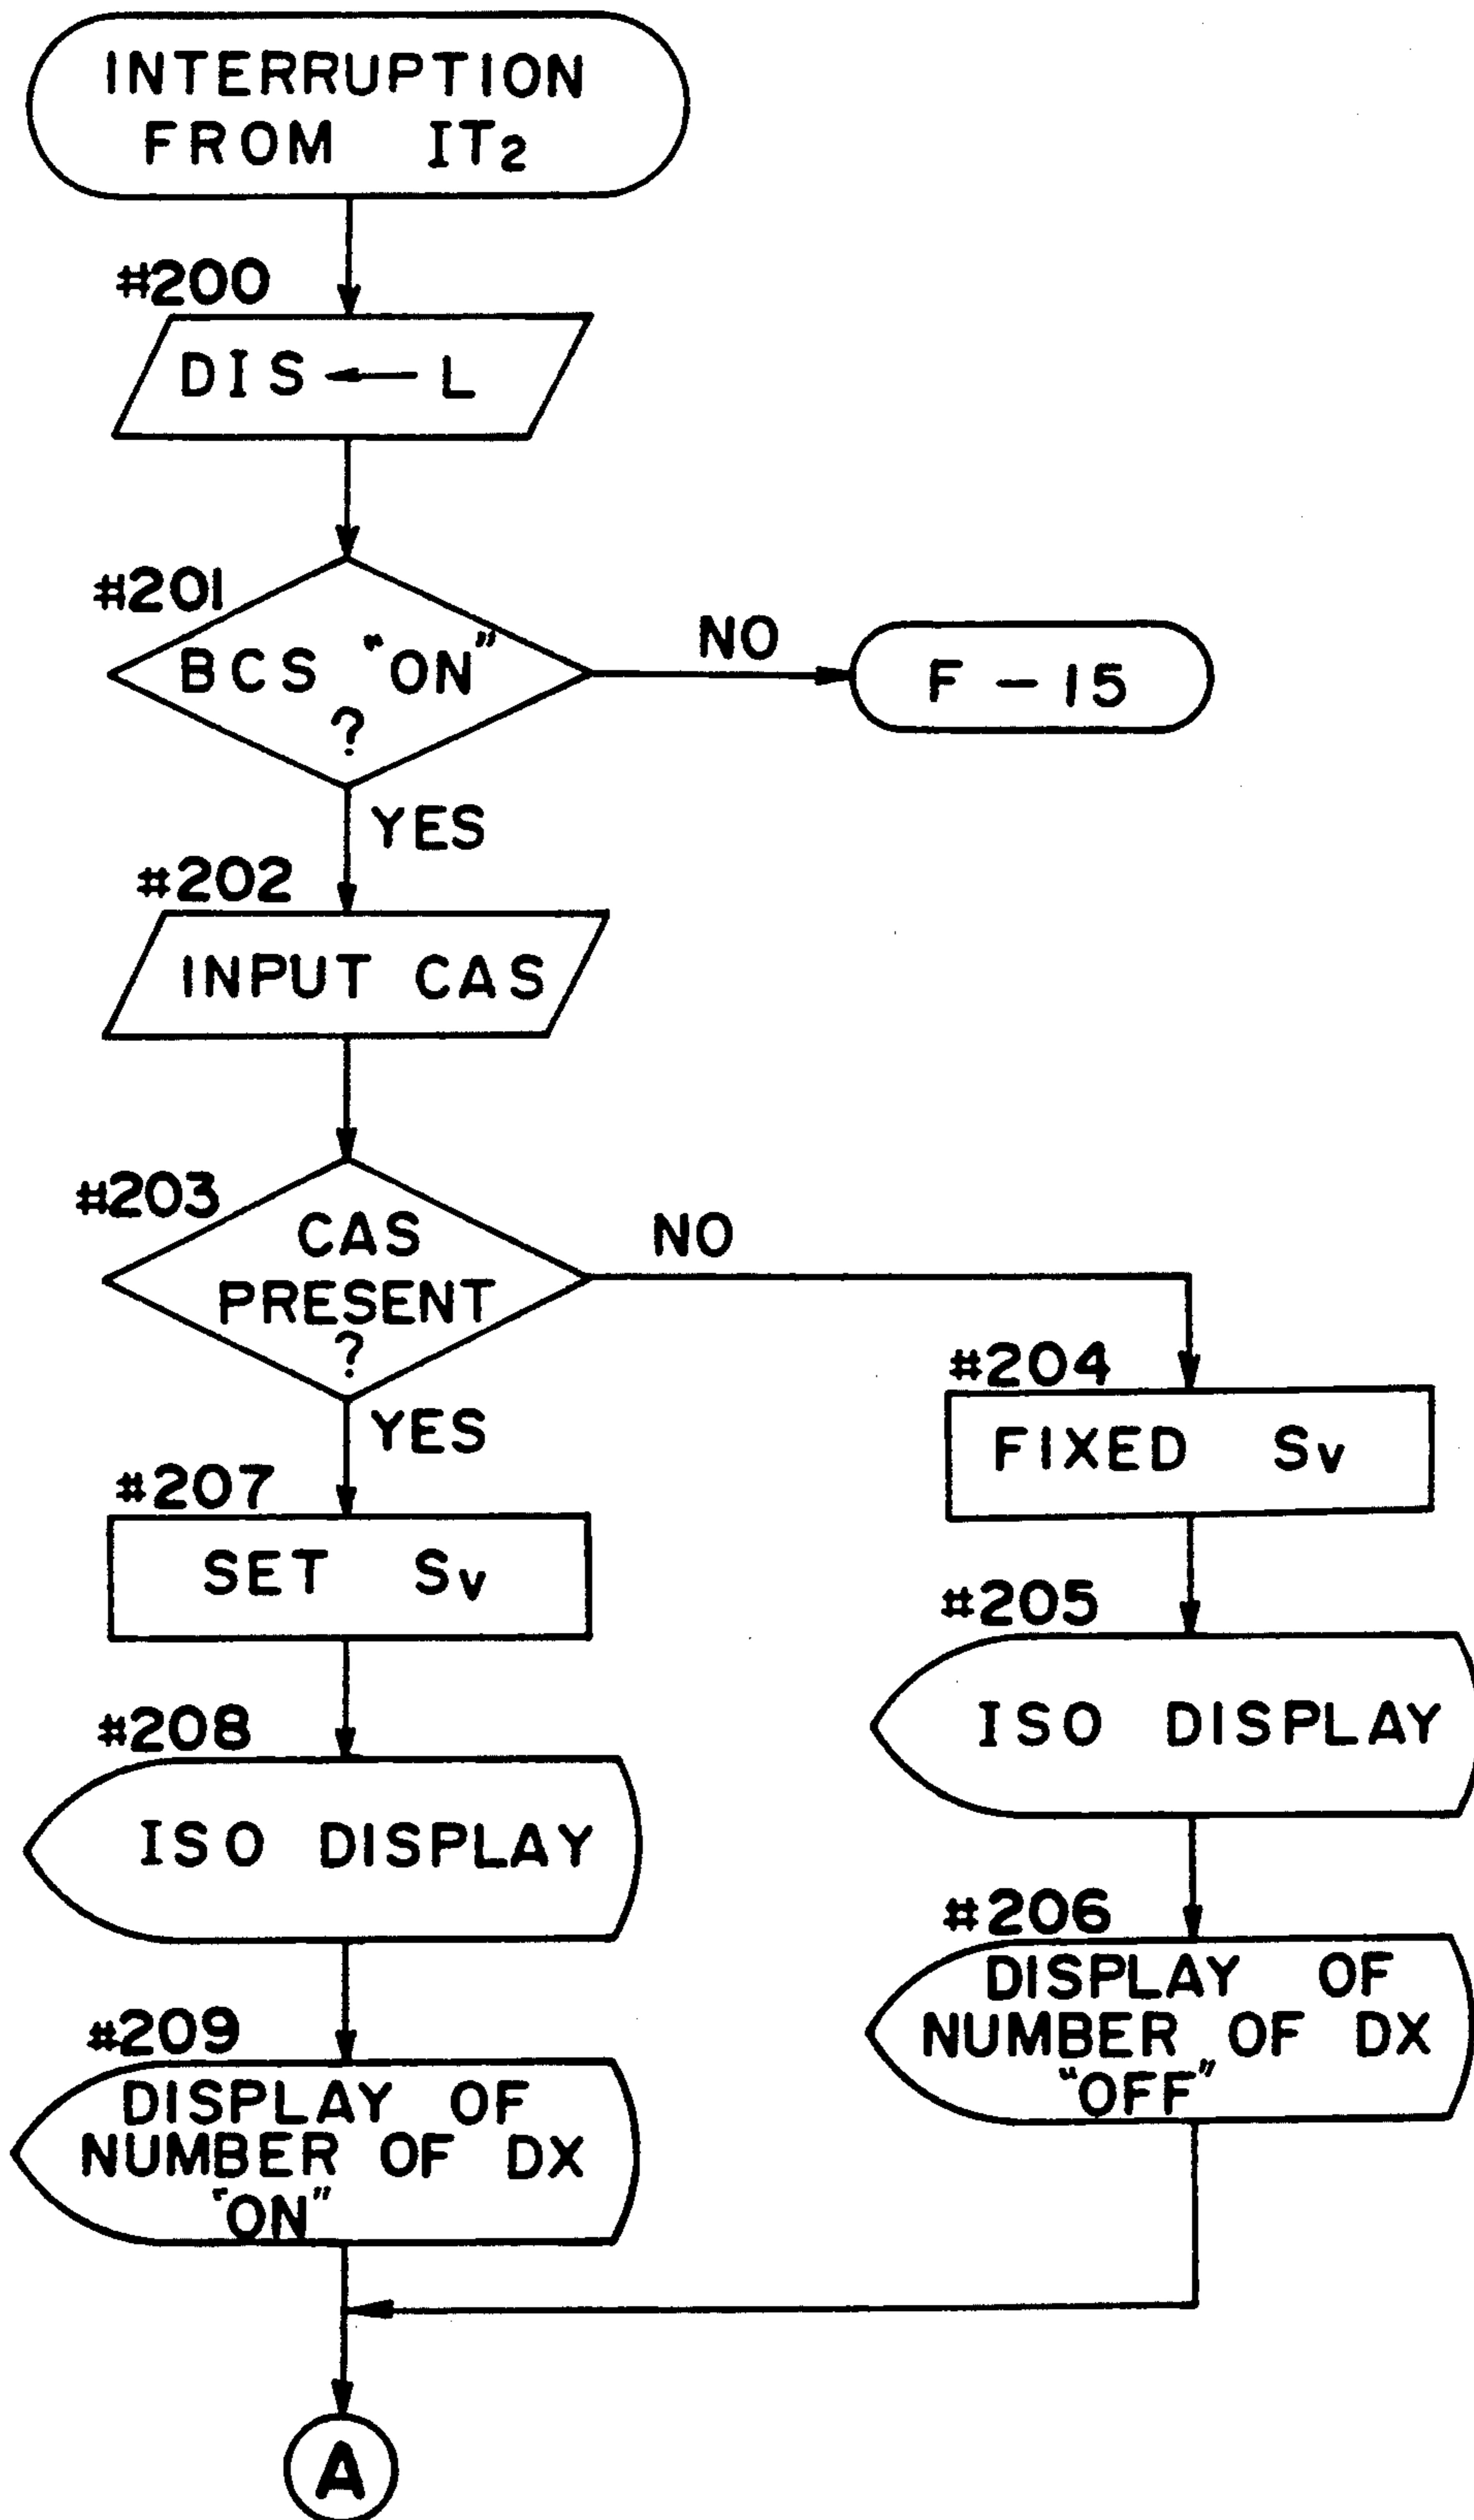 INTERRUPTION
FROM IT2
#200
DIS ← L
#201
BCS "ON"
?
NO
F - 15
YES
#202
INPUT CAS
#203
CAS
PRESENT
?
NO
YES
#204
FIXED Sv
#205
ISO DISPLAY
#206
DISPLAY OF
NUMBER OF DX
"OFF"
#207
SET Sv
#208
ISO DISPLAY
#209
DISPLAY OF
NUMBER OF DX
"ON"
A